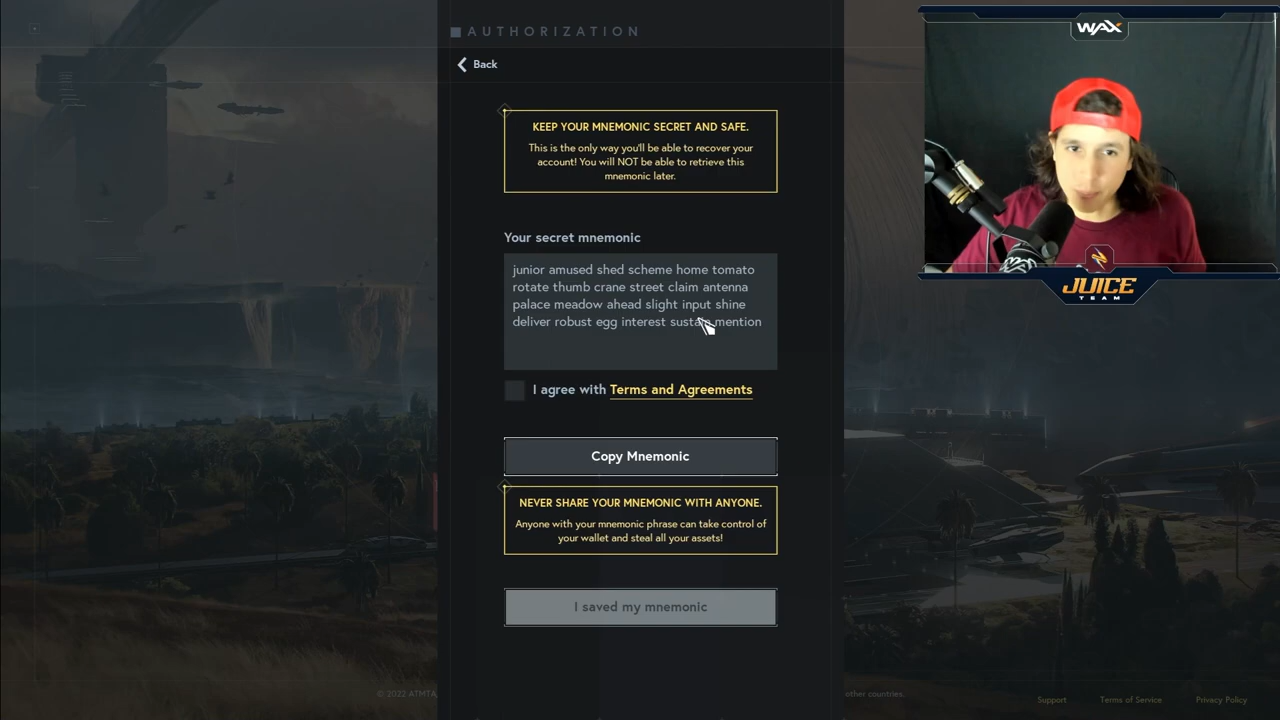 AUTHORIZATION
Back
KEEP YOUR MNEMONIC SECRET AND SAFE.
This is the only way you'll be able to recover your
account! You will NOT be able to retrieve this
mnemonic later.
Your secret mnemonic
junior amused shed scheme home tomato
rotate thumb crane street claim antenna
palace meadow ahead slight input shine
deliver robust egg interest sustain mention
I agree with Terms and Agreements
Copy Mnemonic
NEVER SHARE YOUR MNEMONIC WITH ANYONE.
Anyone with your mnemonic phrase can take control of
your wallet and steal all your assets!
I saved my mnemonic
© 2022 ATMTA,
other countries.
Support
Terms of Service
Privacy Policy
WAX
JUICE
TEAM